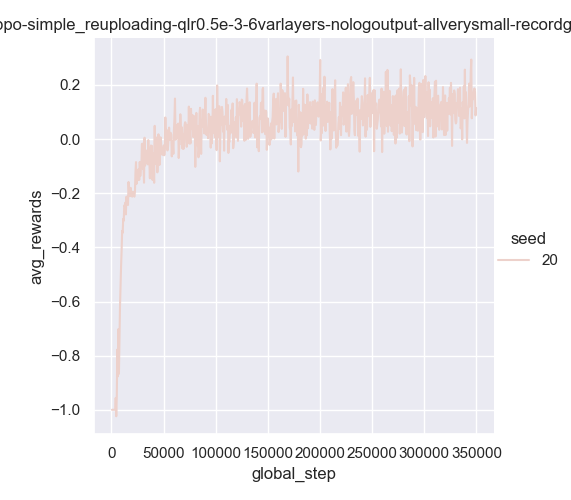 ppo-simple_reuploading-qlr0.5e-3-6varlayers-nologoutput-allverysmall-recordg
0.2
0.0
−0.2
−0.4
−0.6
−0.8
−1.0
avg_rewards
0 50000 100000 150000 200000 250000 300000 350000
global_step
seed
20